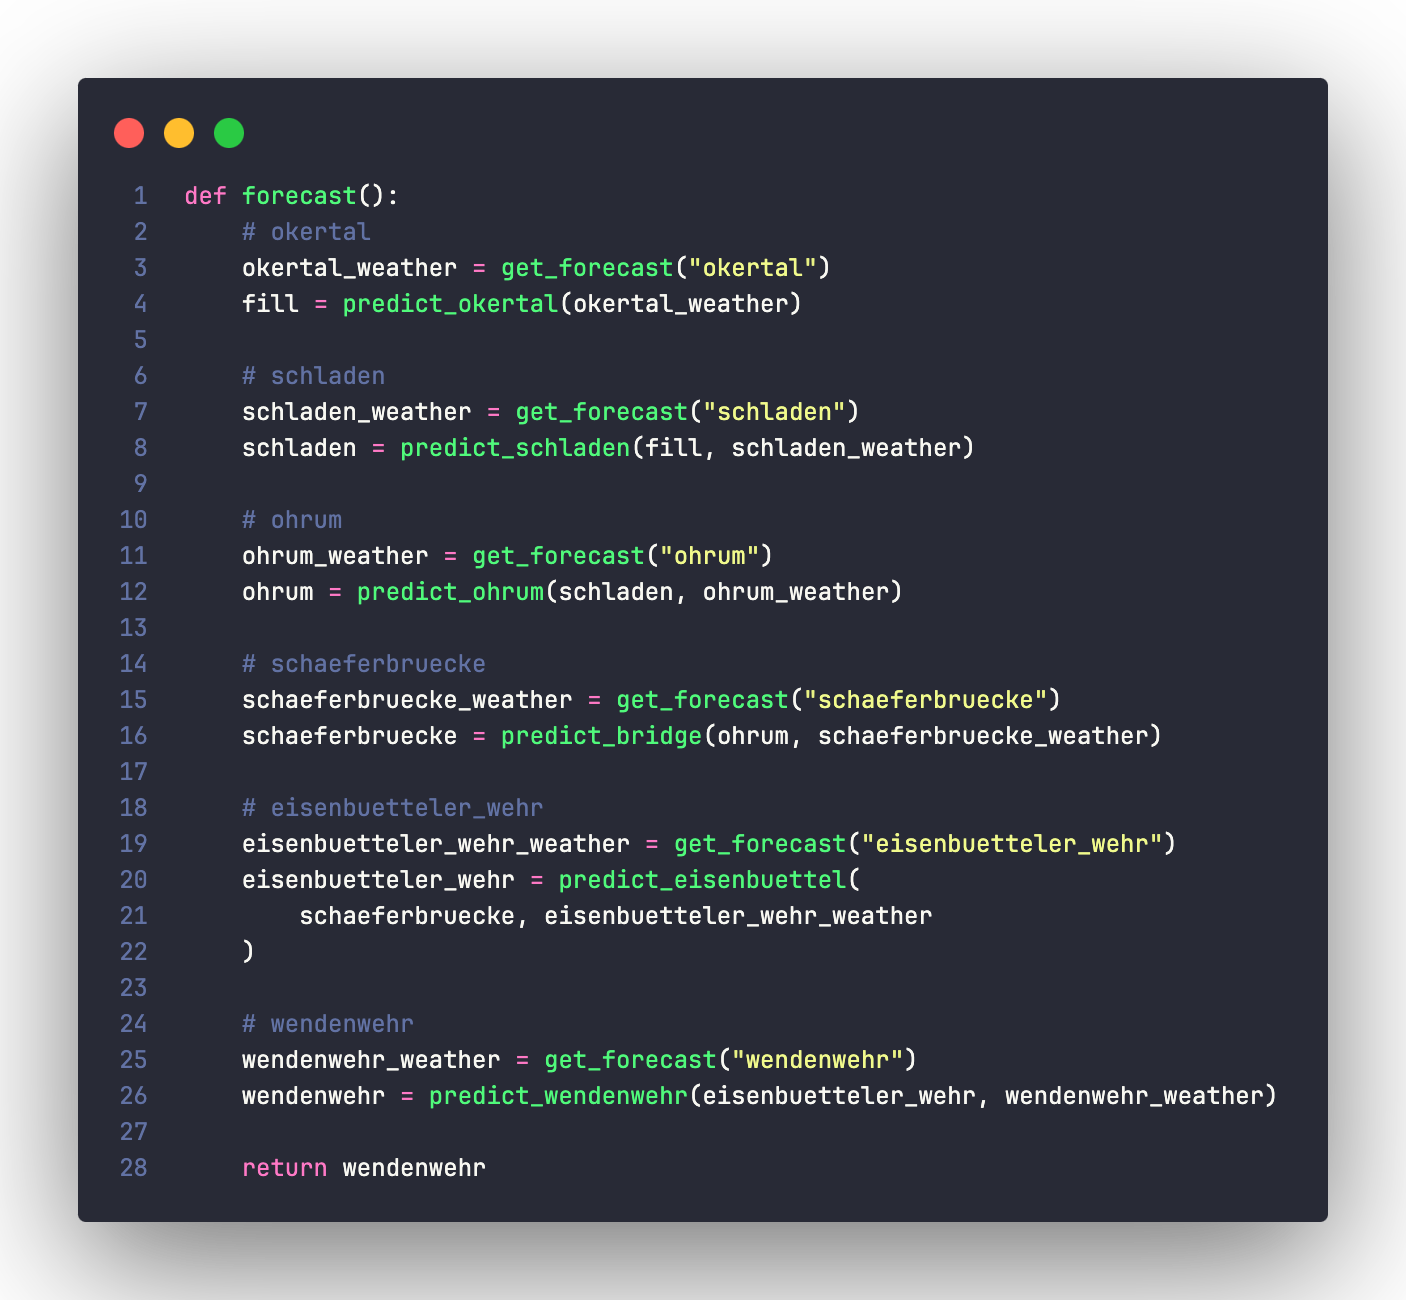 1 def forecast():
2     # okertal
3     okertal_weather = get_forecast("okertal")
4     fill = predict_okertal(okertal_weather)
5
6     # schladen
7     schladen_weather = get_forecast("schladen")
8     schladen = predict_schladen(fill, schladen_weather)
9
10     # ohrum
11     ohrum_weather = get_forecast("ohrum")
12     ohrum = predict_ohrum(schladen, ohrum_weather)
13
14     # schaeferbruecke
15     schaeferbruecke_weather = get_forecast("schaeferbruecke")
16     schaeferbruecke = predict_bridge(ohrum, schaeferbruecke_weather)
17
18     # eisenbuetteler_wehr
19     eisenbuetteler_wehr_weather = get_forecast("eisenbuetteler_wehr")
20     eisenbuetteler_wehr = predict_eisenbuettel(
21         schaeferbruecke, eisenbuetteler_wehr_weather
22     )
23
24     # wendenwehr
25     wendenwehr_weather = get_forecast("wendenwehr")
26     wendenwehr = predict_wendenwehr(eisenbuetteler_wehr, wendenwehr_weather)
27
28     return wendenwehr